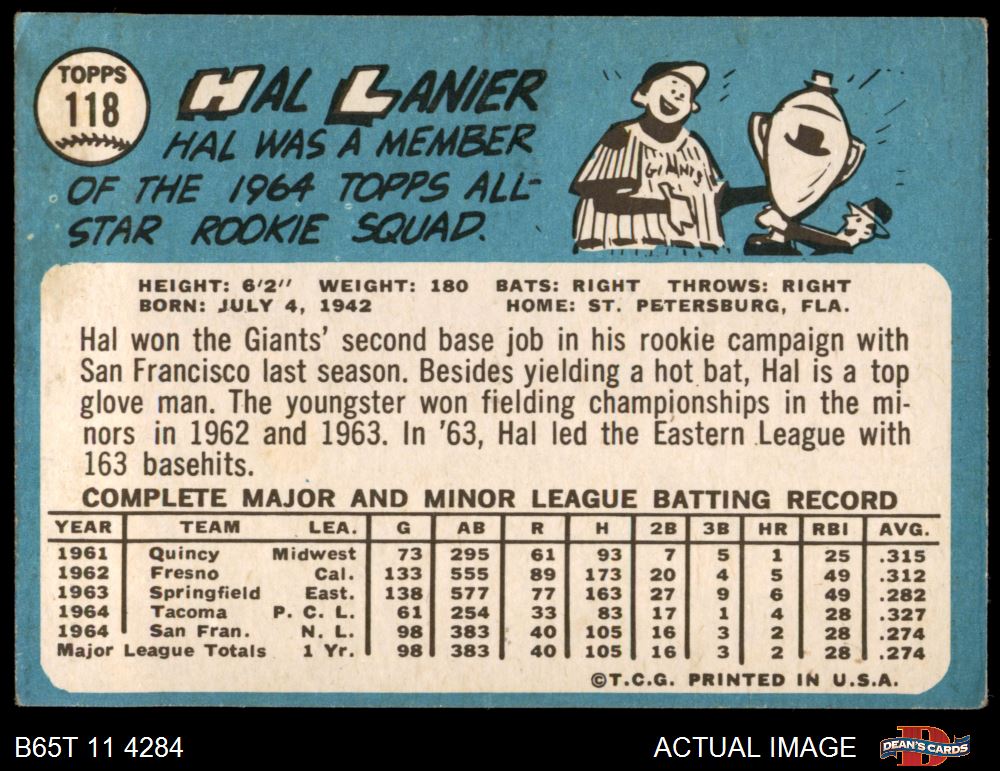 TOPPS
118
HAL LANIER
HAL WAS A MEMBER
OF THE 1964 TOPPS ALL-
STAR ROOKIE SQUAD.
GIANTS
HEIGHT: 6'2" WEIGHT: 180 BATS: RIGHT THROWS: RIGHT
BORN: JULY 4, 1942 HOME: ST. PETERSBURG, FLA.
Hal won the Giants' second base job in his rookie campaign with
San Francisco last season. Besides yielding a hot bat, Hal is a top
glove man. The youngster won fielding championships in the mi-
nors in 1962 and 1963. In '63, Hal led the Eastern League with
163 basehits.
COMPLETE MAJOR AND MINOR LEAGUE BATTING RECORD
YEAR TEAM LEA. G AB R H 2B 3B HR RBI AVG.
1961 Quincy Midwest 73 295 61 93 7 5 1 25 .315
1962 Fresno Cal. 133 555 89 173 20 4 5 49 .312
1963 Springfield East. 138 577 77 163 27 9 6 49 .282
1964 Tacoma P. C. L. 61 254 33 83 17 1 4 28 .327
1964 San Fran. N. L. 98 383 40 105 16 3 2 28 .274
Major League Totals 1 Yr. 98 383 40 105 16 3 2 28 .274
©T.C.G. PRINTED IN U.S.A.
B65T 11 4284 ACTUAL IMAGE DEAN'S CARDS